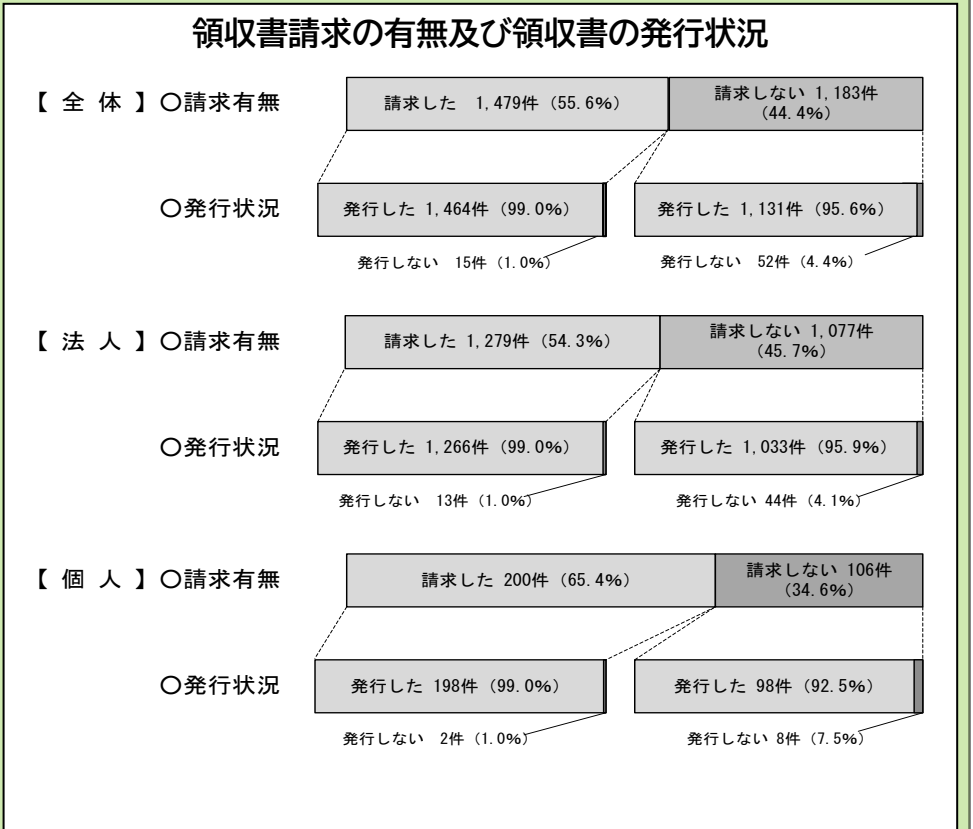 領収書請求の有無及び領収書の発行状況
【 全 体 】〇請求有無
請求した 1,479件（55.6%）
請求しない 1,183件
（44.4%）
〇発行状況
発行した 1,464件（99.0%）
発行した 1,131件（95.6%）
発行しない 15件（1.0%）
発行しない 52件（4.4%）
【 法 人 】〇請求有無
請求した 1,279件（54.3%）
請求しない 1,077件
（45.7%）
〇発行状況
発行した 1,266件（99.0%）
発行した 1,033件（95.9%）
発行しない 13件（1.0%）
発行しない 44件（4.1%）
【 個 人 】〇請求有無
請求した 200件（65.4%）
請求しない 106件
（34.6%）
〇発行状況
発行した 198件（99.0%）
発行した 98件（92.5%）
発行しない 2件（1.0%）
発行しない 8件（7.5%）